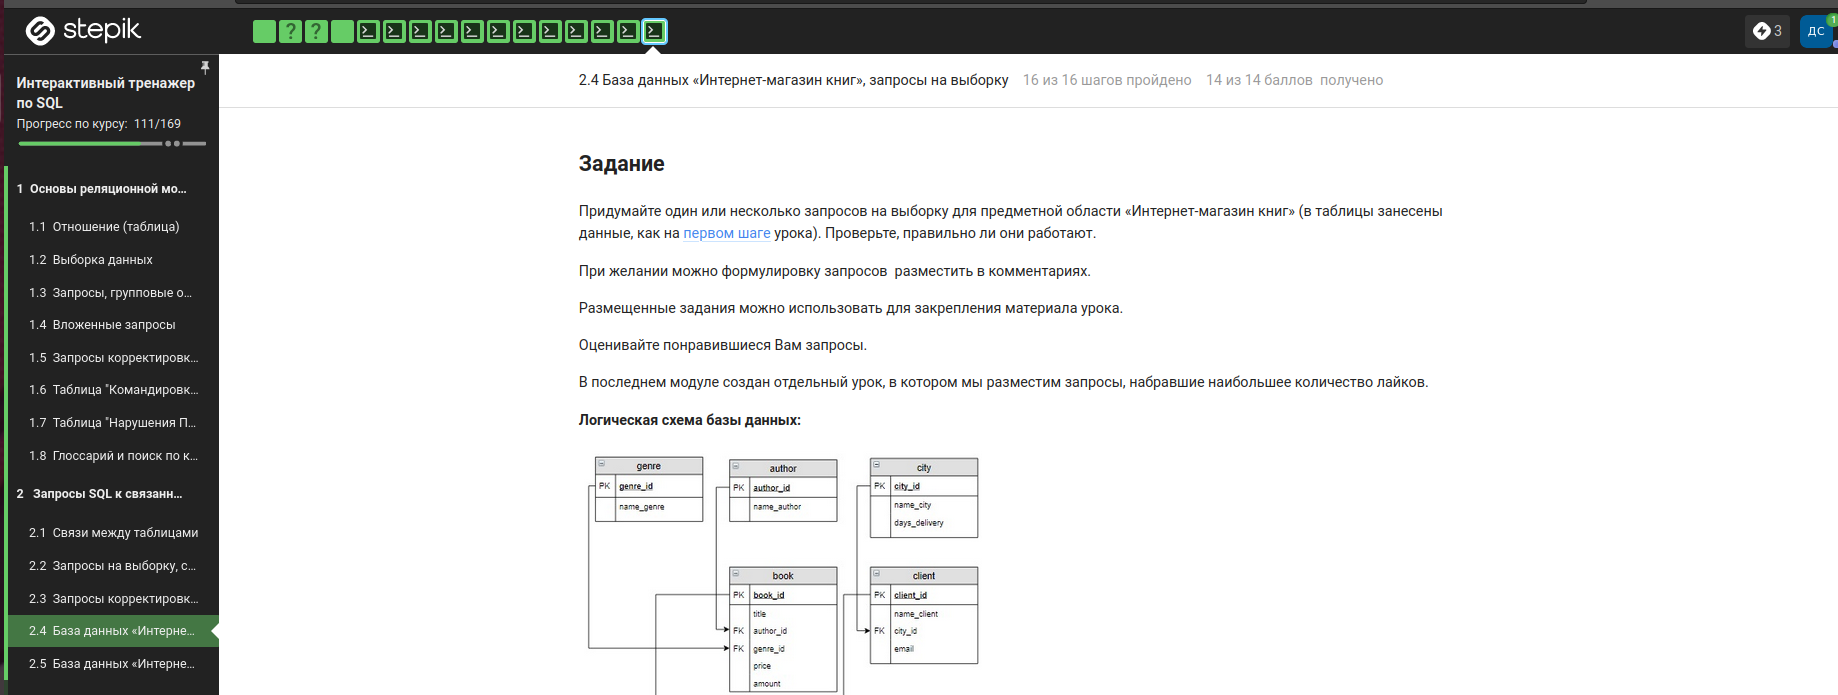 stepik
? ?
3
ДС
1
Интерактивный тренажер
по SQL
Прогресс по курсу: 111/169
1 Основы реляционной мо...
1.1 Отношение (таблица)
1.2 Выборка данных
1.3 Запросы, групповые о...
1.4 Вложенные запросы
1.5 Запросы корректировк...
1.6 Таблица "Командировк...
1.7 Таблица "Нарушения П...
1.8 Глоссарий и поиск по к...
2 Запросы SQL к связанн...
2.1 Связи между таблицами
2.2 Запросы на выборку, с...
2.3 Запросы корректировк...
2.4 База данных «Интерне...
2.5 База данных «Интерне...
2.4 База данных «Интернет-магазин книг», запросы на выборку 16 из 16 шагов пройдено 14 из 14 баллов получено
Задание
Придумайте один или несколько запросов на выборку для предметной области «Интернет-магазин книг» (в таблицы занесены
данные, как на первом шаге урока). Проверьте, правильно ли они работают.
При желании можно формулировку запросов разместить в комментариях.
Размещенные задания можно использовать для закрепления материала урока.
Оценивайте понравившиеся Вам запросы.
В последнем модуле создан отдельный урок, в котором мы разместим запросы, набравшие наибольшее количество лайков.
Логическая схема базы данных:
genre
PK genre_id
name_genre
author
PK author_id
name_author
city
PK city_id
name_city
days_delivery
book
PK book_id
title
FK author_id
FK genre_id
price
amount
client
PK client_id
name_client
FK city_id
email